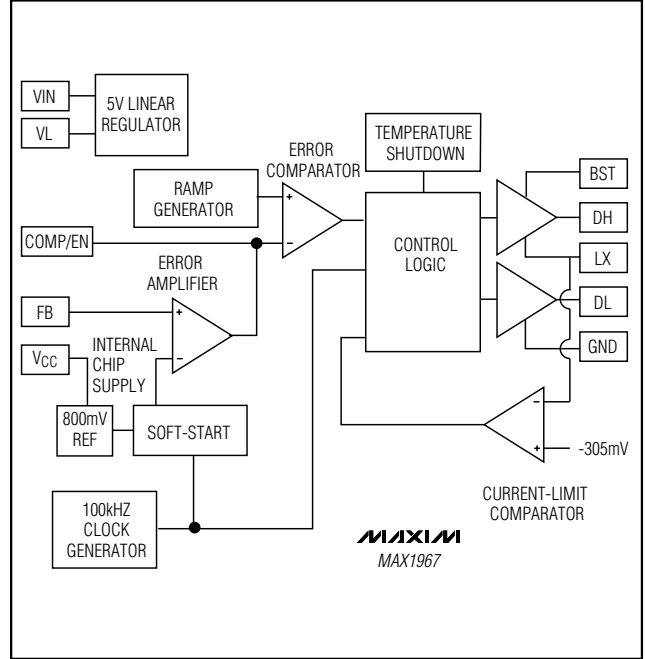 VIN
VL
5V LINEAR
REGULATOR
TEMPERATURE
SHUTDOWN
ERROR
COMPARATOR
RAMP
GENERATOR
+
−
BST
DH
LX
DL
GND
CONTROL
LOGIC
COMP/EN
ERROR
AMPLIFIER
FB
+
−
VCC
INTERNAL
CHIP
SUPPLY
800mV
REF
SOFT-START
−
+
-305mV
CURRENT-LIMIT
COMPARATOR
100kHZ
CLOCK
GENERATOR
MAXIM
MAX1967